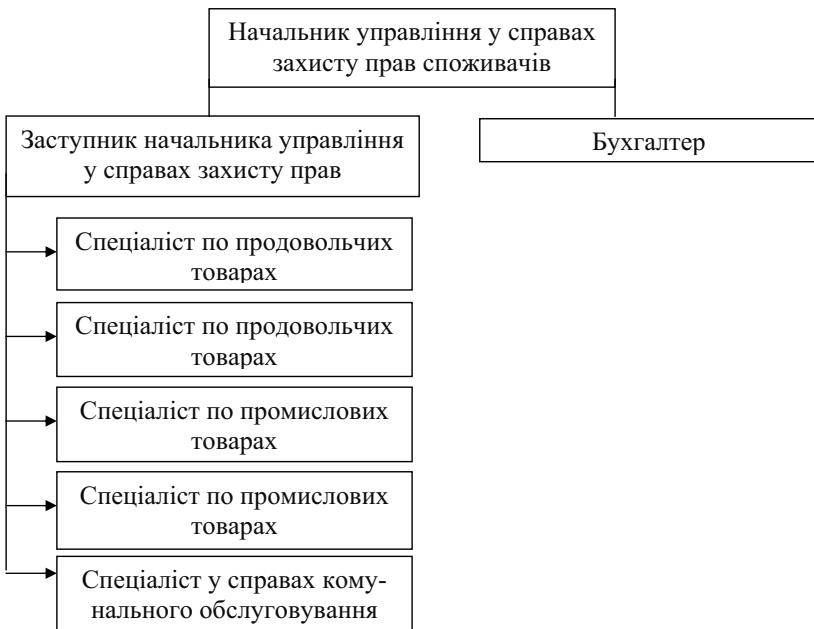 Начальник управління у справах
захисту прав споживачів
Заступник начальника управління
у справах захисту прав
Бухгалтер
Спеціаліст по продовольчих
товарах
Спеціаліст по продовольчих
товарах
Спеціаліст по промислових
товарах
Спеціаліст по промислових
товарах
Спеціаліст у справах кому-
нального обслуговування